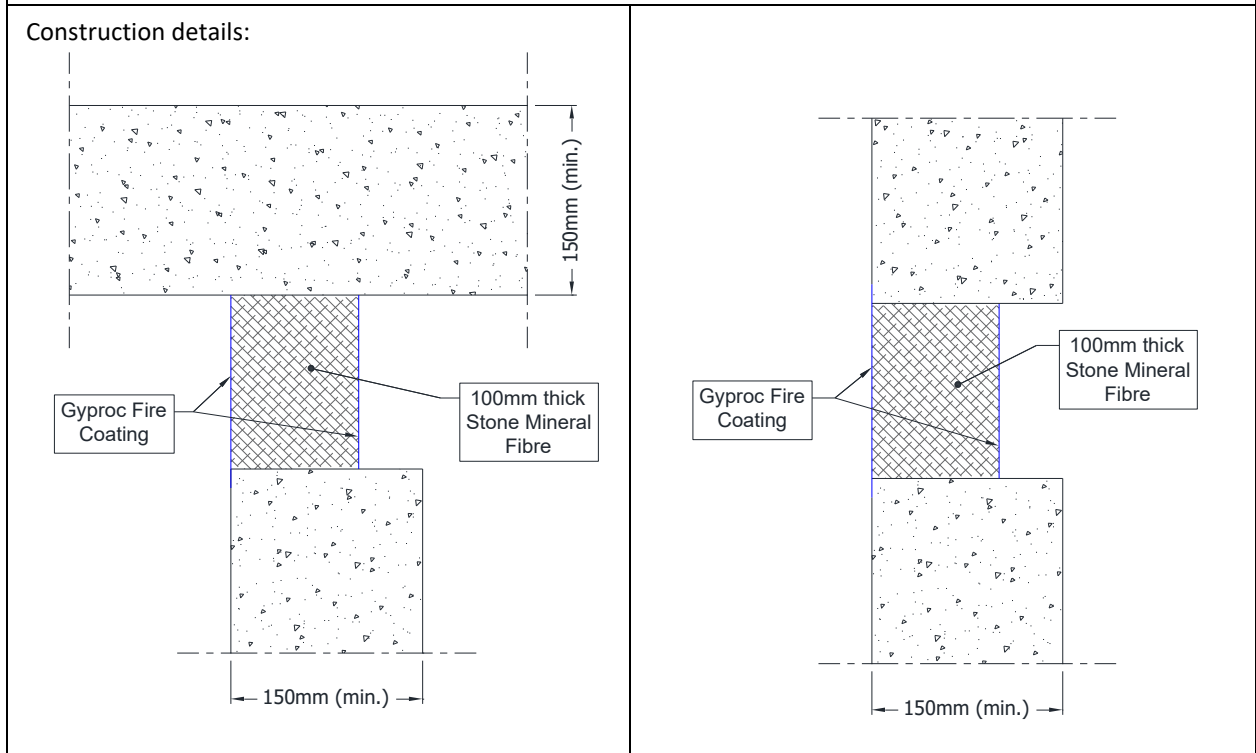 Construction details:
150mm (min.)
Gyproc Fire
Coating
100mm thick
Stone Mineral
Fibre
150mm (min.)
100mm thick
Stone Mineral
Fibre
Gyproc Fire
Coating
150mm (min.)